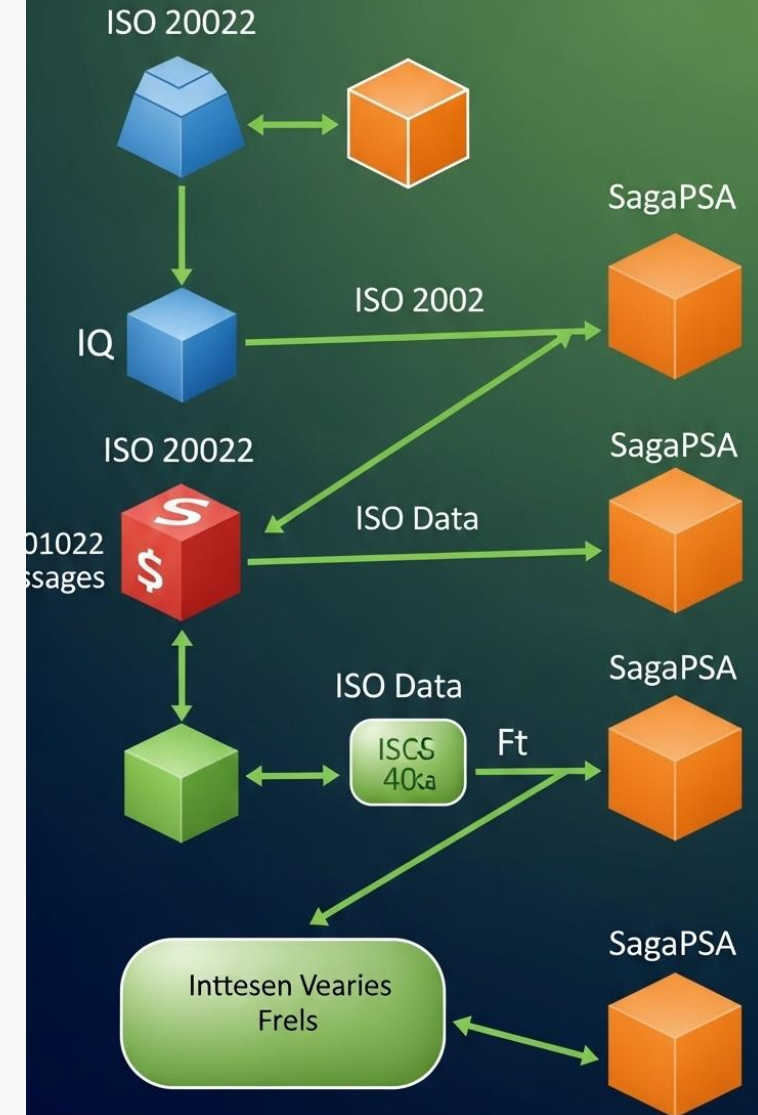 ISO 20022
SagaPSA
ISO 2002
IQ
ISO 20022
SagaPSA
01022
ssages
S
$
ISO Data
ISO Data
SagaPSA
Ft
Inttesen Vearies
Frels
SagaPSA